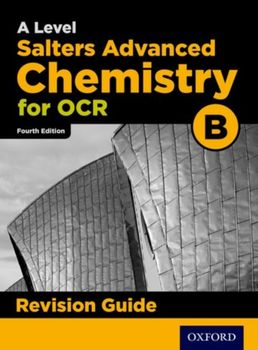 A Level
Salters Advanced
Chemistry
for OCR
B
Fourth Edition
Revision Guide
OXFORD